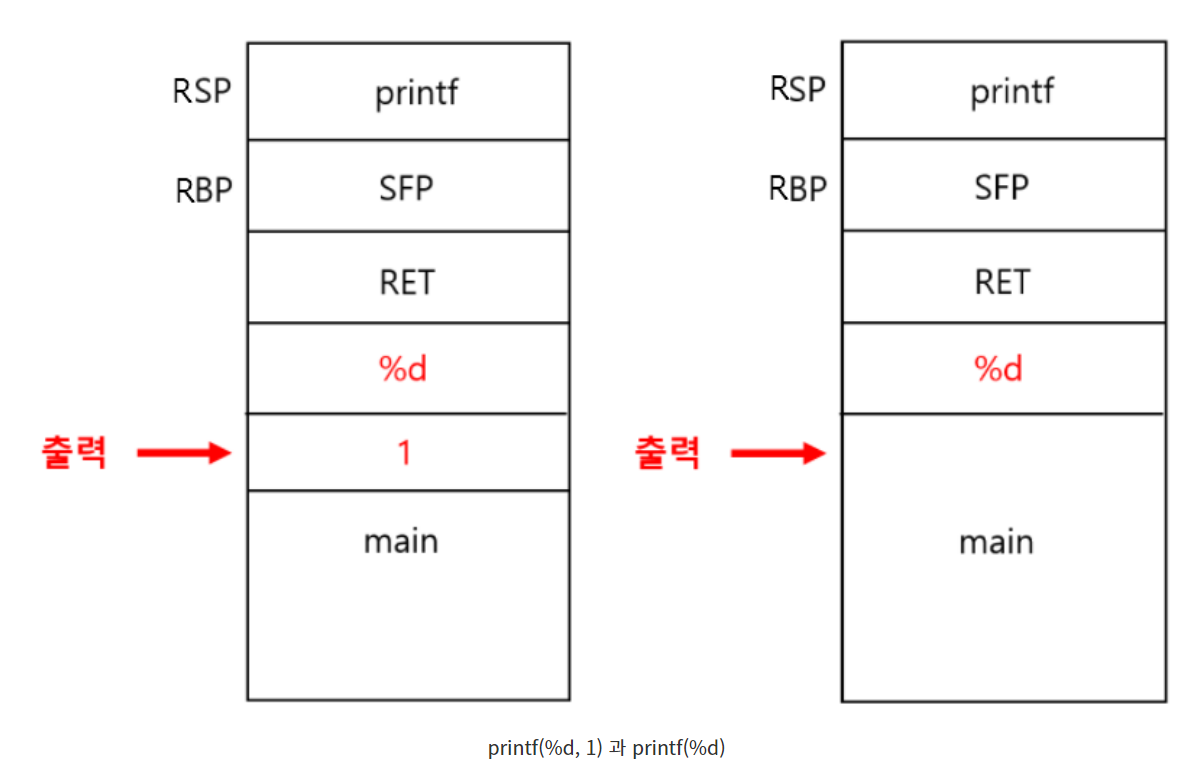 RSP printf RSP printf
RBP SFP RBP SFP
RET RET
%d %d
출력 1 출력
main main
printf(%d, 1) 과 printf(%d)